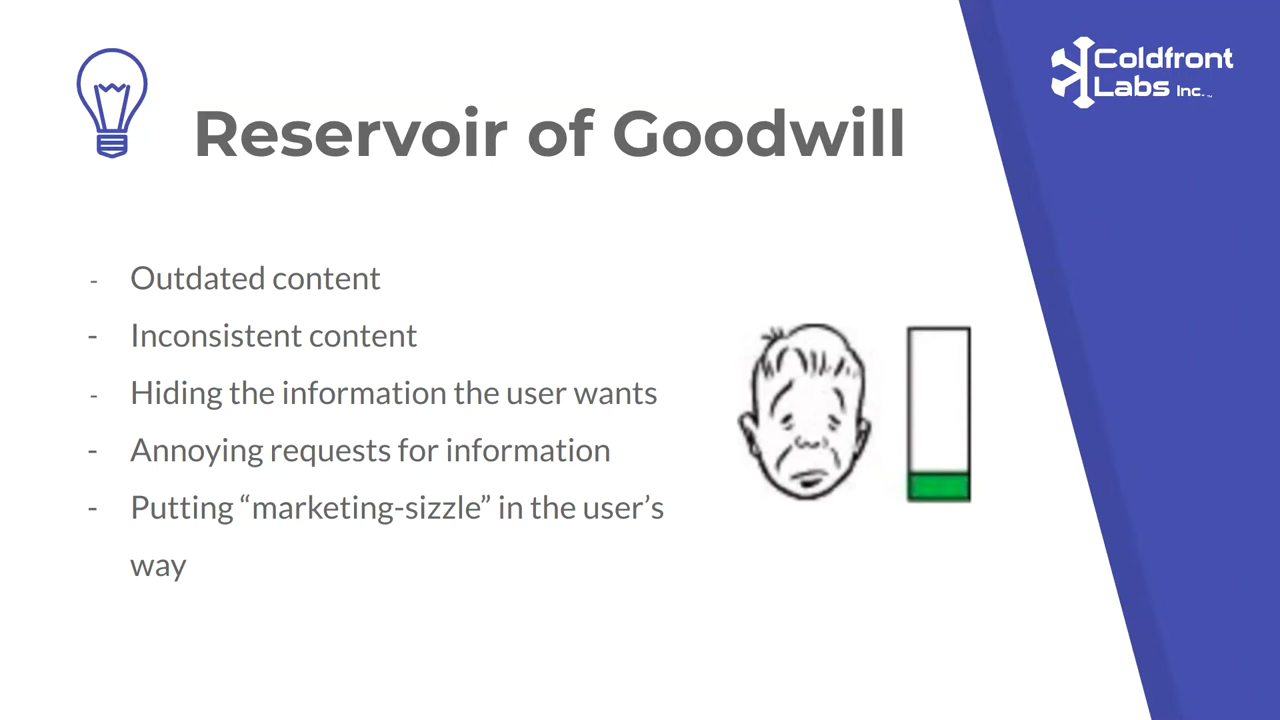 Coldfront
Labs Inc.™
Reservoir of Goodwill
- Outdated content
- Inconsistent content
- Hiding the information the user wants
- Annoying requests for information
- Putting “marketing-sizzle” in the user’s
way